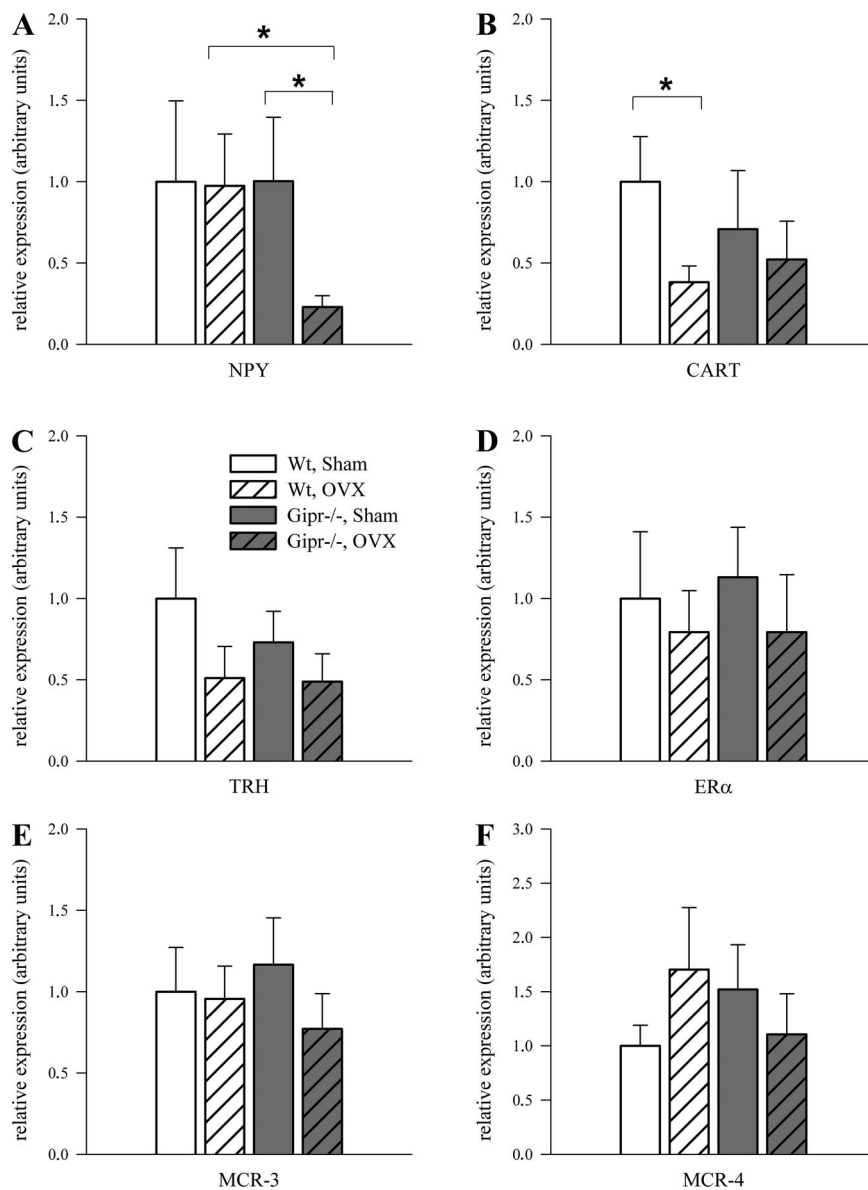 A
relative expression (arbitrary units)
2.0
1.5
1.0
0.5
0.0
*
*
NPY
B
relative expression (arbitrary units)
2.0
1.5
1.0
0.5
0.0
*
CART
C
relative expression (arbitrary units)
2.0
1.5
1.0
0.5
0.0
Wt, Sham
Wt, OVX
Gipr-/-, Sham
Gipr-/-, OVX
TRH
D
relative expression (arbitrary units)
2.0
1.5
1.0
0.5
0.0
ERα
E
relative expression (arbitrary units)
2.0
1.5
1.0
0.5
0.0
MCR-3
F
relative expression (arbitrary units)
3.0
2.5
2.0
1.5
1.0
0.5
0.0
MCR-4